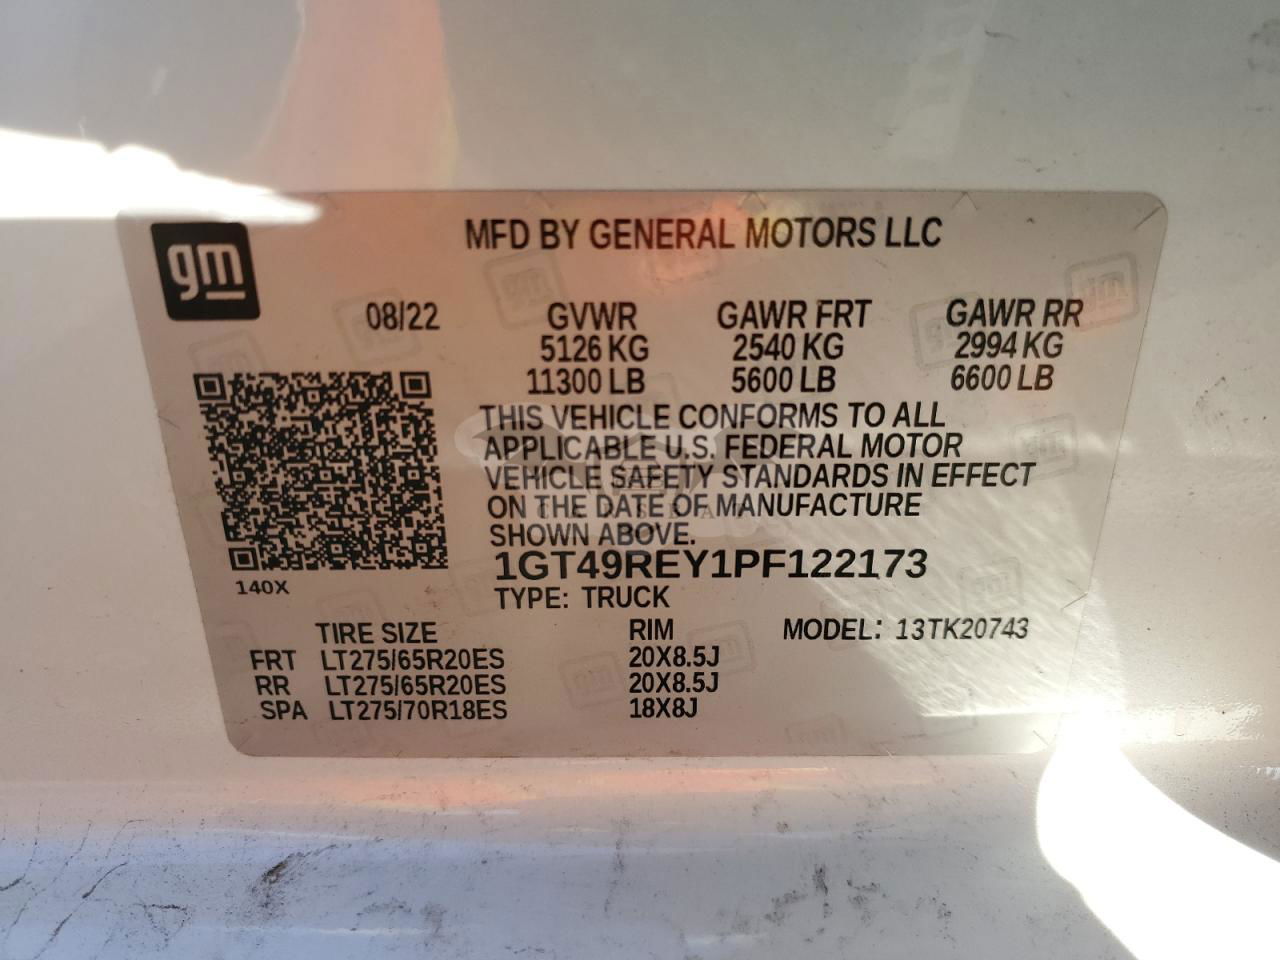 gm
MFD BY GENERAL MOTORS LLC
08/22 GVWR GAWR FRT GAWR RR
5126 KG 2540 KG 2994 KG
11300 LB 5600 LB 6600 LB
THIS VEHICLE CONFORMS TO ALL
APPLICABLE U.S. FEDERAL MOTOR
VEHICLE SAFETY STANDARDS IN EFFECT
ON THE DATE OF MANUFACTURE
SHOWN ABOVE.
1GT49REY1PF122173
140X
TYPE: TRUCK
TIRE SIZE RIM MODEL: 13TK20743
FRT LT275/65R20ES 20X8.5J
RR LT275/65R20ES 20X8.5J
SPA LT275/70R18ES 18X8J